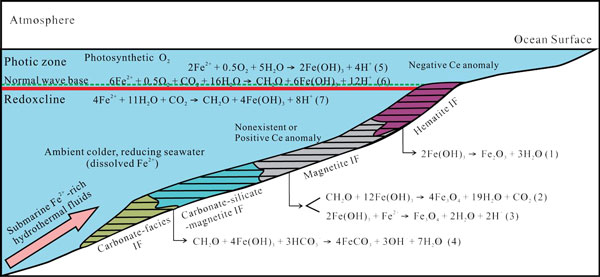 Atmosphere
Ocean Surface
Photic zone
Photosynthetic O₂
2Fe²⁺ + 0.5O₂ + 5H₂O → 2Fe(OH)₃ + 4H⁺ (5)
Negative Ce anomaly
Normal wave base
6Fe²⁺ + 0.5O₂ + CO₂ + 16H₂O → CH₂O + 6Fe(OH)₃ + 12H⁺ (6)
Redoxcline
4Fe²⁺ + 11H₂O + CO₂ → CH₂O + 4Fe(OH)₃ + 8H⁺ (7)
Hematite IF
Nonexistent or
Positive Ce anomaly
2Fe(OH)₃ → Fe₂O₃ + 3H₂O (1)
Ambient colder, reducing seawater
(dissolved Fe²⁺)
Magnetite IF
CH₂O + 12Fe(OH)₃ → 4Fe₃O₄ + 19H₂O + CO₂ (2)
2Fe(OH)₃ + Fe²⁻ → Fe₃O₄ + 2H₂O + 2H⁻ (3)
Submarine Fe²⁺-rich
hydrothermal fluids
Carbonate-silicate
-magnetite IF
Carbonate-facies
IF
CH₂O + 4Fe(OH)₃ + 3HCO₃ → 4FeCO₃ + 3OH + 7H₂O (4)